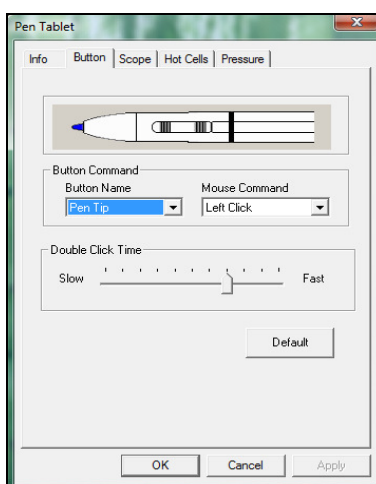 Pen Tablet
Info Button Scope Hot Cells Pressure
Button Command
Button Name Mouse Command
Pen Tip Left Click
Double Click Time
Slow Fast
Default
OK Cancel Apply